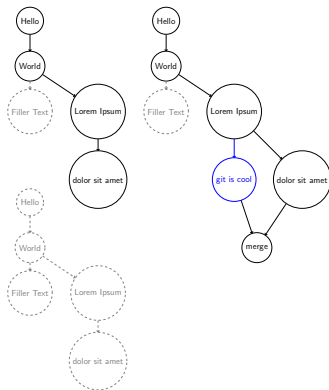 Hello
World
Filler Text
Lorem Ipsum
dolor sit amet
Hello
World
Filler Text
Lorem Ipsum
git is cool
dolor sit amet
merge
Hello
World
Filler Text
Lorem Ipsum
dolor sit amet